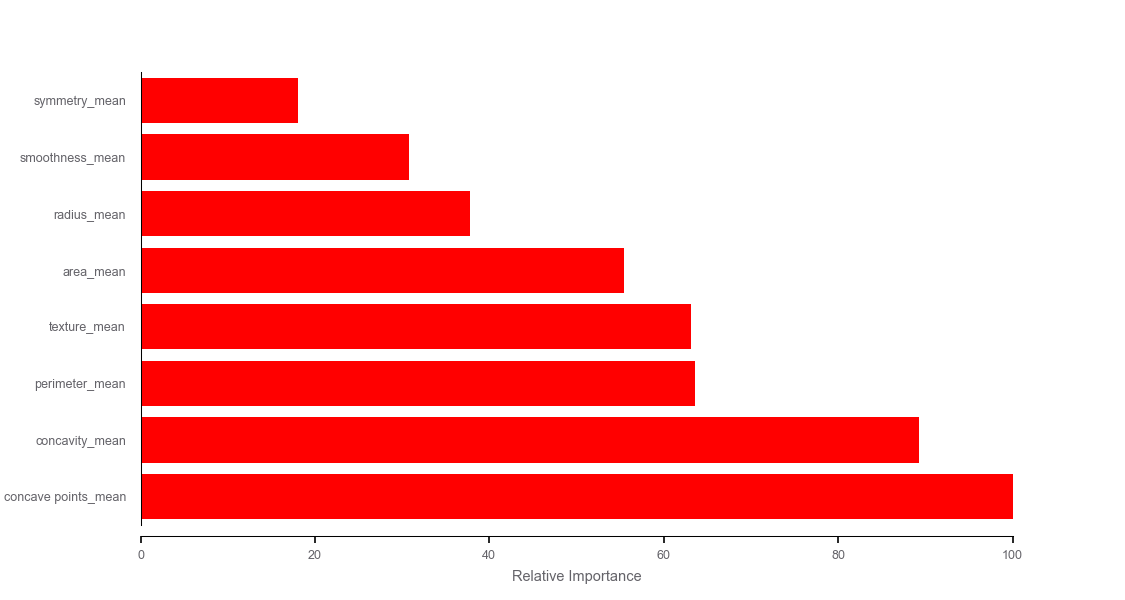 symmetry_mean
smoothness_mean
radius_mean
area_mean
texture_mean
perimeter_mean
concavity_mean
concave points_mean
0 20 40 60 80 100
Relative Importance